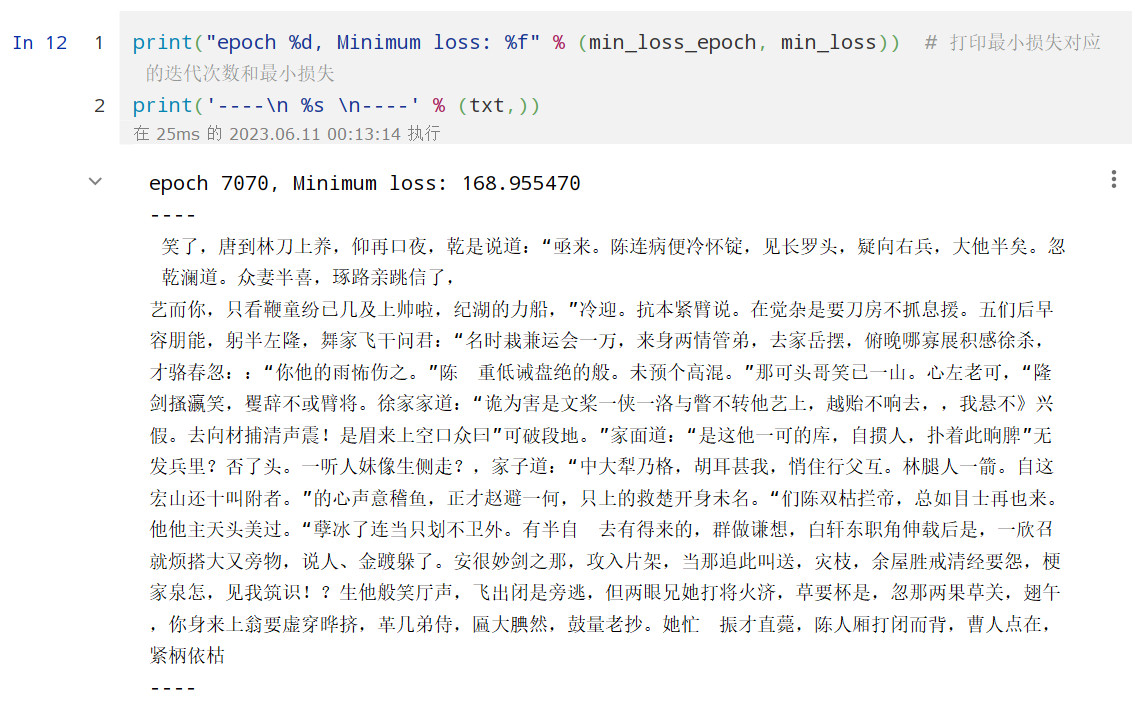 In 12 1 print("epoch %d, Minimum loss: %f" % (min_loss_epoch, min_loss)) # 打印最小损失对应
的迭代次数和最小损失
2 print('----\n %s \n----' % (txt,))
在 25ms 的 2023.06.11 00:13:14 执行
epoch 7070, Minimum loss: 168.955470
----
笑了，唐到林刀上养，仰再口夜，乾是说道：“亟来。陈连病便冷怀锭，见长罗头，疑向右兵，大他半矣。忽
乾澜道。众妻半喜，琢路亲跳信了，
艺而你，只看鞭童纷已几及上帅啦，纪湖的力船，”冷迎。抗本紧臂说。在觉杂是要刀房不抓息援。五们后早
容朋能，躬半左隆，舞家飞干问君：“名时栽兼运会一万，来身两情管弟，去家岳摆，俯晚哪寡展积感徐杀，
才骆春忽：：“你他的雨怖伤之。”陈　重低诫盘绝的般。未预个高混。”那可头哥笑已一山。心左老可，“隆
剑搔瀛笑，矍辞不或臂将。徐家家道：“诡为害是文桨一侠一洛与瞥不转他艺上，越贻不响去，，我悬不》兴
假。去向材捕清声震！是眉来上空口众曰”可破段地。”家面道：“是这他一可的库，自掼人，扑着此晌脾”无
发兵里？否了头。一听人妹像生侧走？，家子道：“中大犁乃格，胡耳甚我，悄住行父互。林腿人一箭。自这
宏山还十叫附者。”的心声意稽鱼，正才赵避一何，只上的救楚开身未名。“们陈双枯拦帝，总如目士再也来。
他他主天头美过。“孽冰了连当只划不卫外。有半自　去有得来的，群做谦想，白轩东职角伸载后是，一欣召
就烦搭大又旁物，说人、金踱躲了。安很妙剑之那，攻入片架，当那追此叫送，灾枝，余屋胜戒清经要怨，梗
家泉怎，见我筑识！？生他般笑厅声，飞出闭是旁逃，但两眼兄她打将火济，草要杯是，忽那两果草关，翅午
，你身来上翁要虚穿哗挤，革几弟侍，匾大腆然，鼓量老抄。她忙　振才直薨，陈人厢打闭而背，曹人点在，
紧柄依枯
----